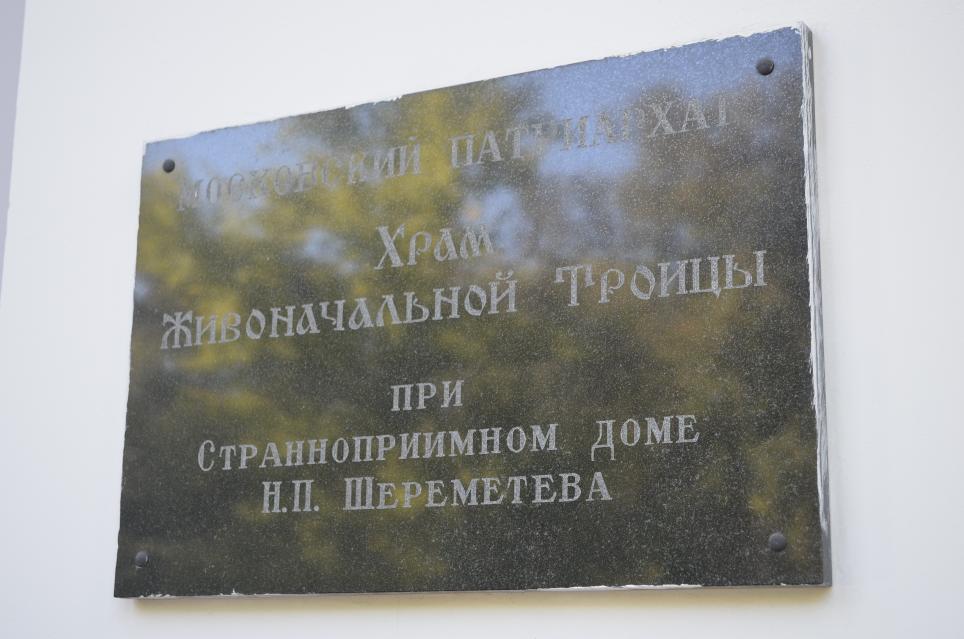 Московский Патриархат
Храм
Живоначальной Троицы
при
Странноприимном доме
Н.П. Шереметева